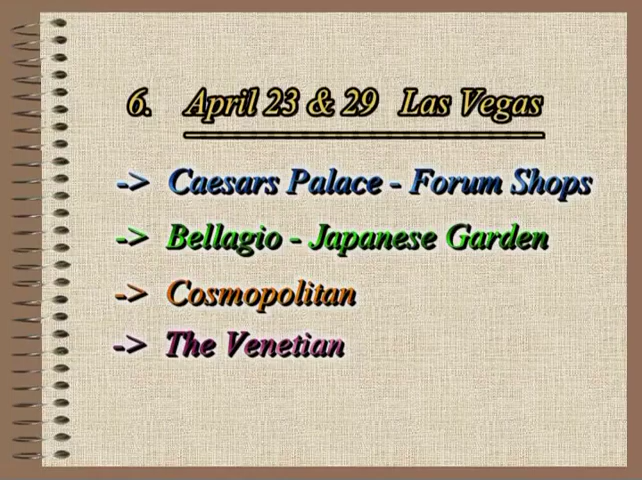 6. April 23 & 29 Las Vegas
-> Caesars Palace - Forum Shops
-> Bellagio - Japanese Garden
-> Cosmopolitan
-> The Venetian